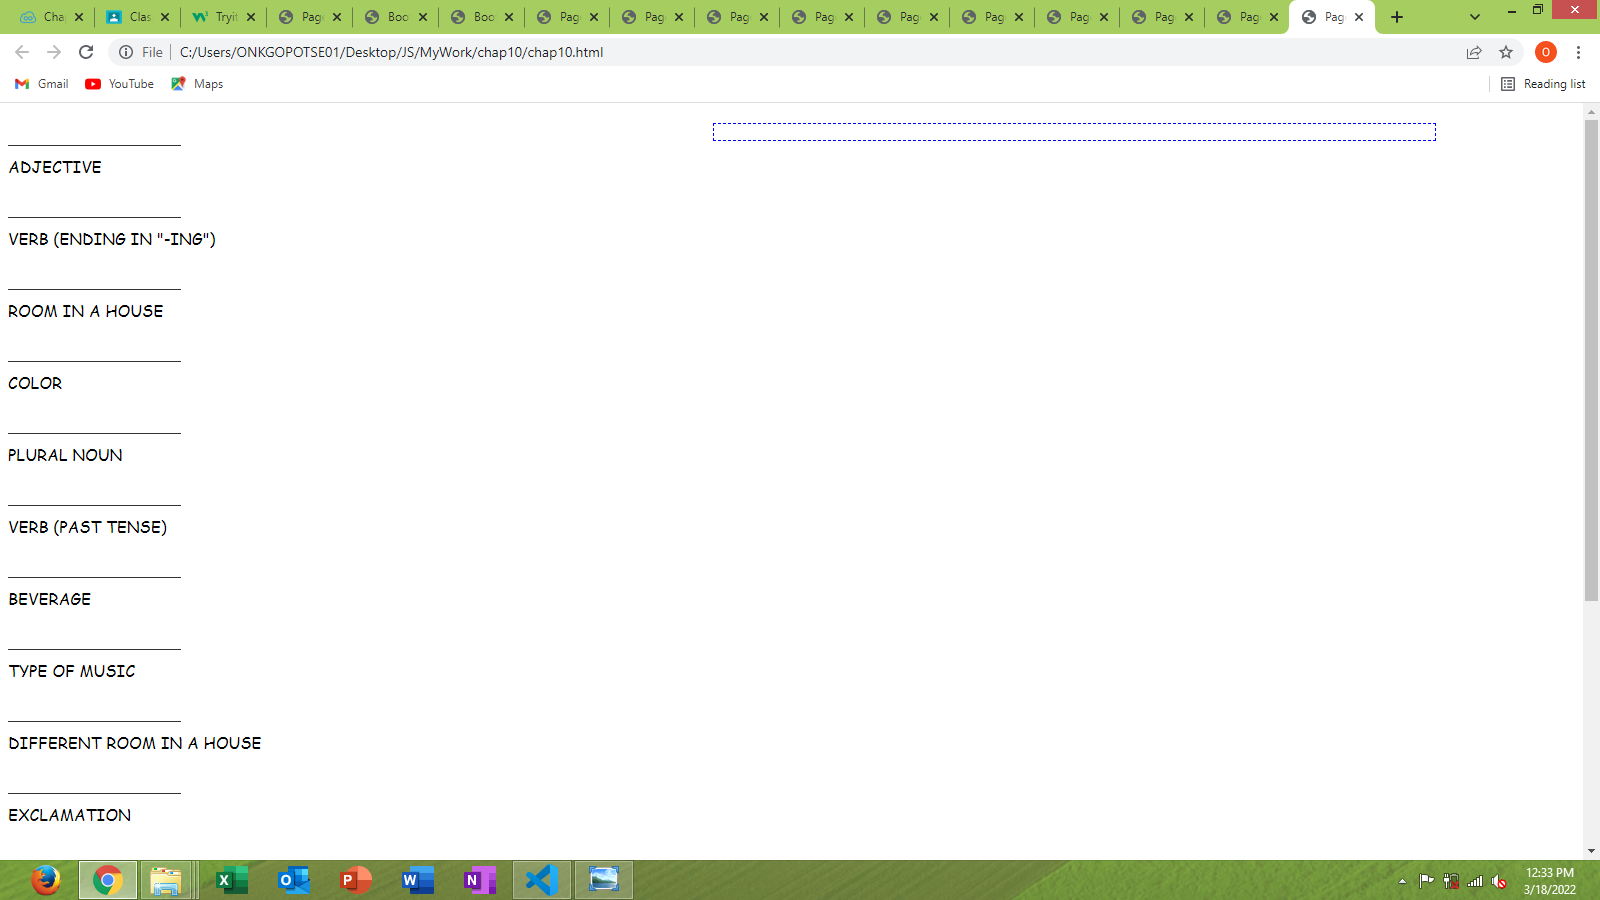 Cha Clas Tryi Pag Boo Boo Pag Pag Pag Pag Pag Pag Pag Pag Pag Pag
File C:/Users/ONKGOPOTSE01/Desktop/JS/MyWork/chap10/chap10.html O
Gmail YouTube Maps Reading list
ADJECTIVE
VERB (ENDING IN "-ING")
ROOM IN A HOUSE
COLOR
PLURAL NOUN
VERB (PAST TENSE)
BEVERAGE
TYPE OF MUSIC
DIFFERENT ROOM IN A HOUSE
EXCLAMATION
12:33 PM
3/18/2022